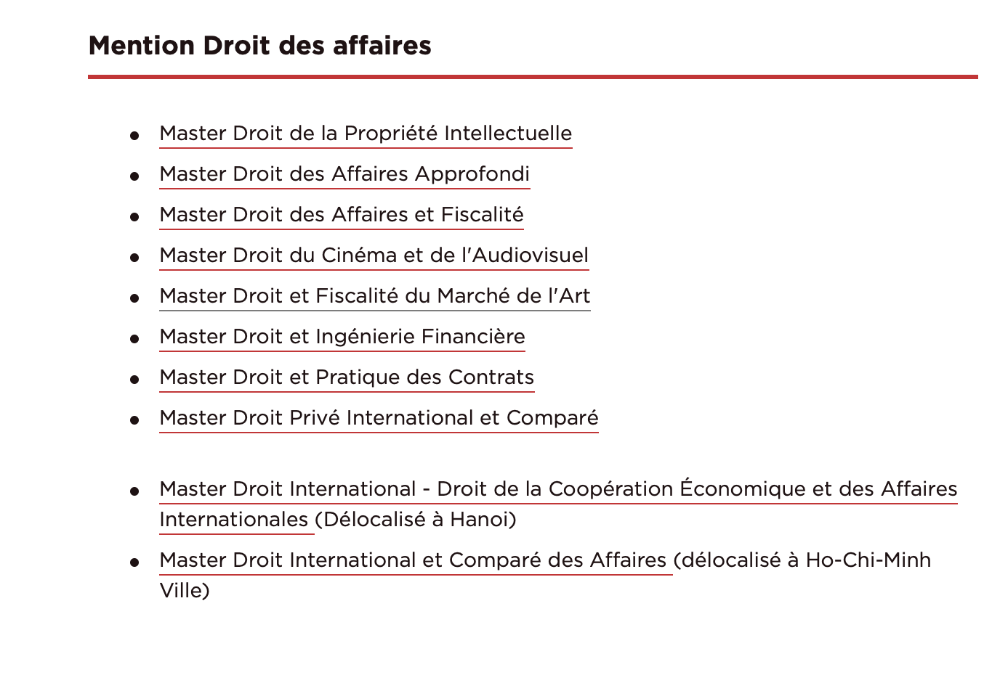 Mention Droit des affaires
Master Droit de la Propriété Intellectuelle
Master Droit des Affaires Approfondi
Master Droit des Affaires et Fiscalité
Master Droit du Cinéma et de l'Audiovisuel
Master Droit et Fiscalité du Marché de l'Art
Master Droit et Ingénierie Financière
Master Droit et Pratique des Contrats
Master Droit Privé International et Comparé
Master Droit International - Droit de la Coopération Économique et des Affaires
Internationales (Délocalisé à Hanoi)
Master Droit International et Comparé des Affaires (délocalisé à Ho-Chi-Minh
Ville)